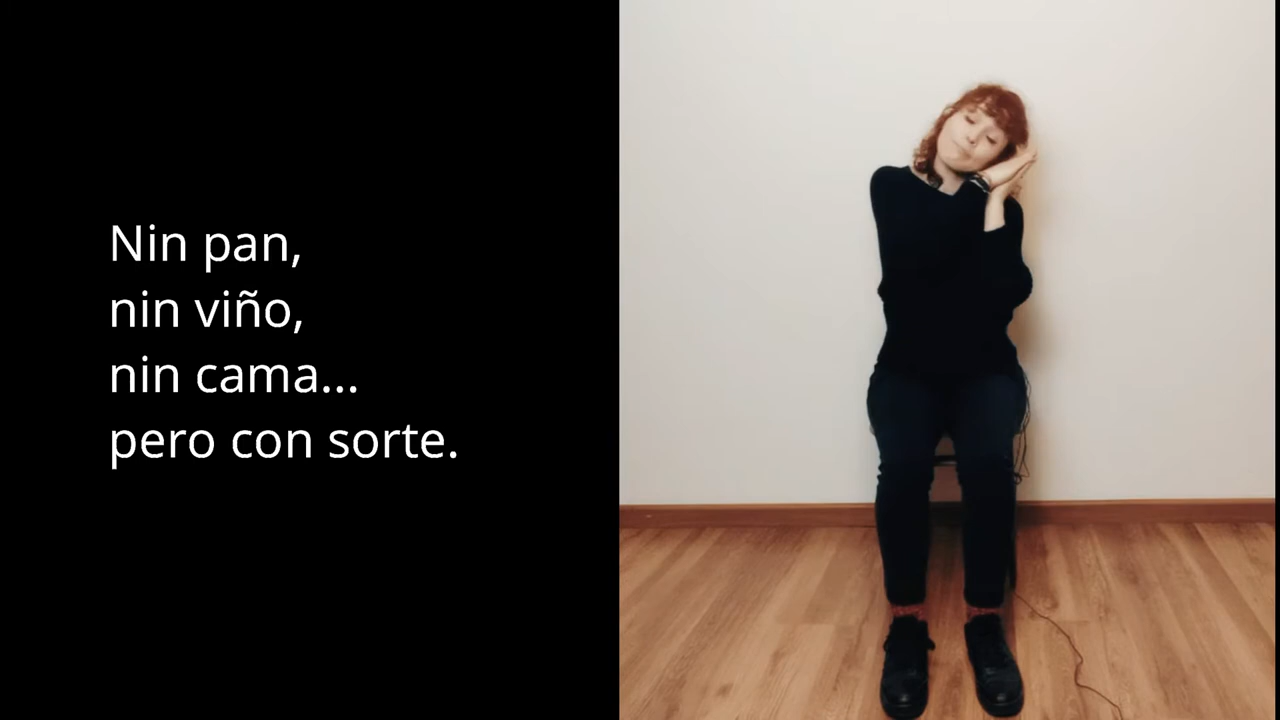 Nin pan,
nin viño,
nin cama...
pero con sorte.